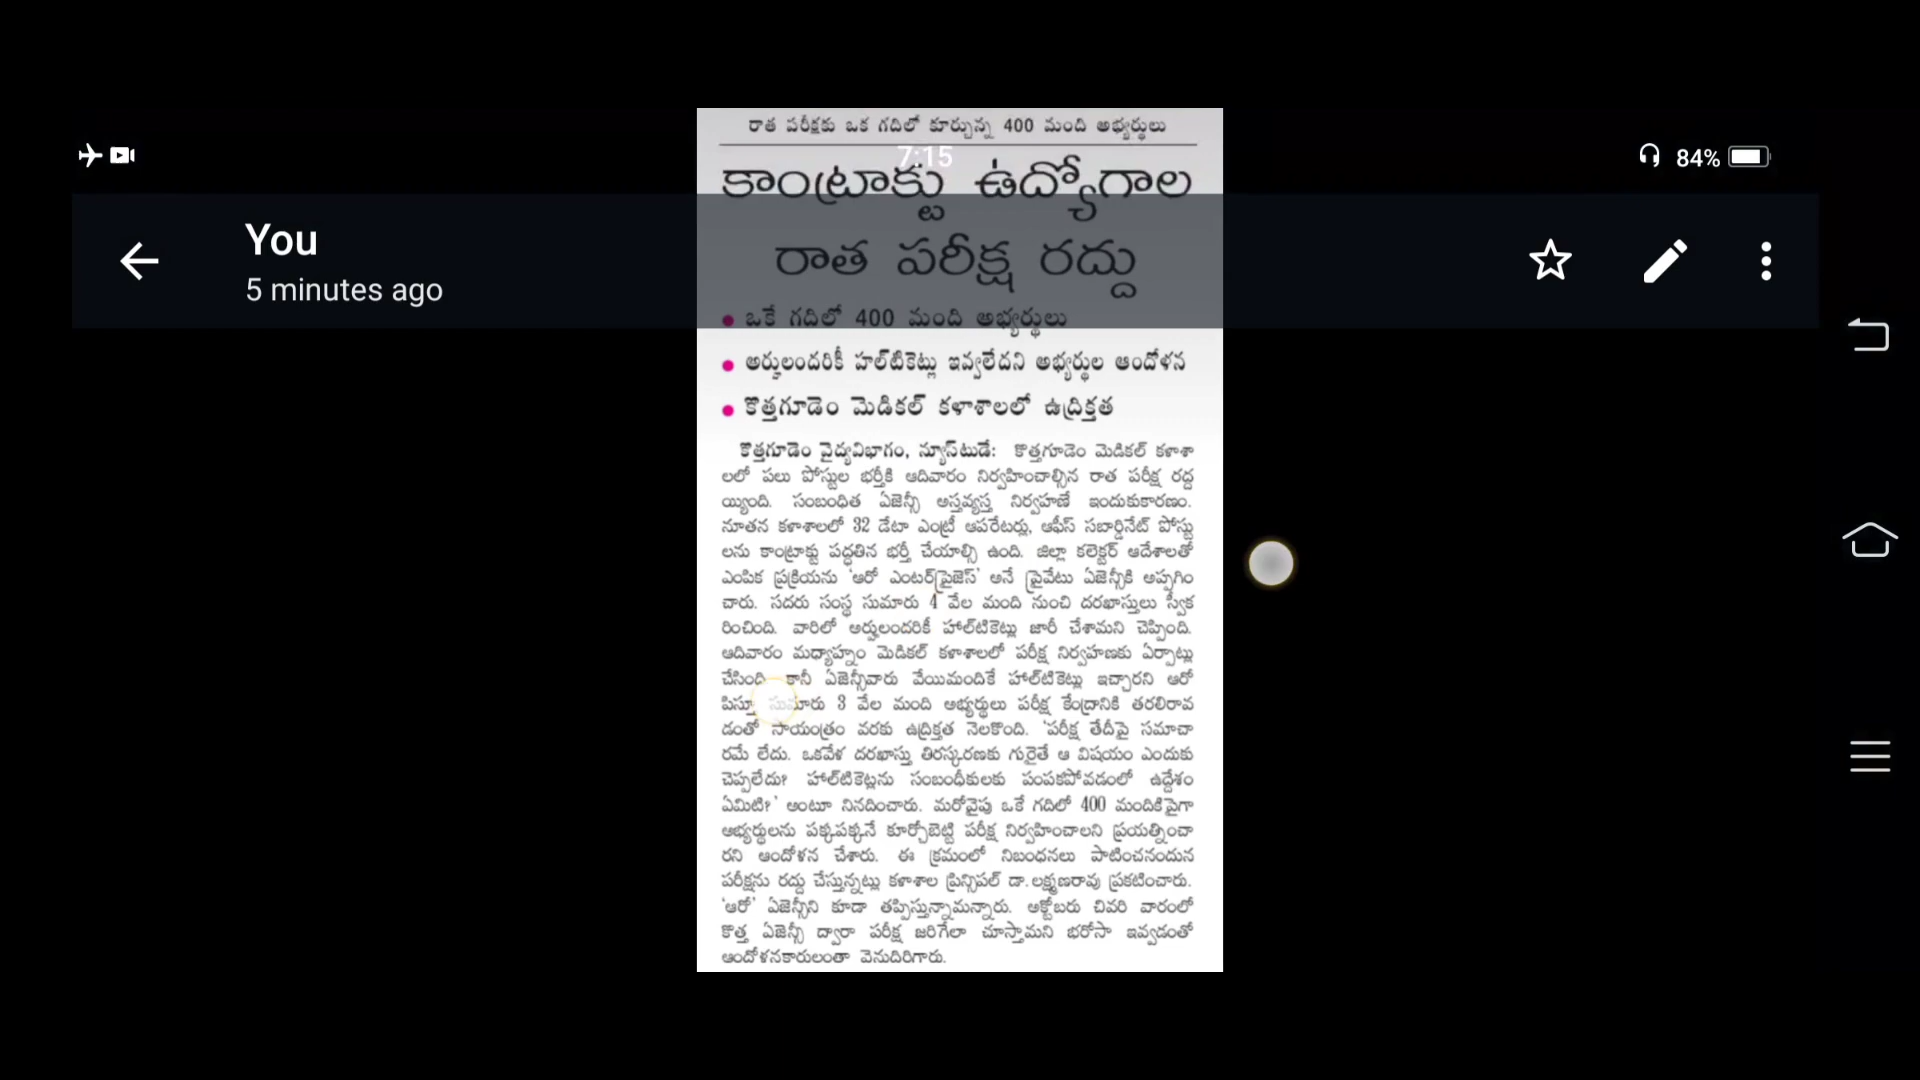 రాత పరీక్షకు ఒక గదిలో కూర్చున్న 400 మంది అభ్యర్థులు
7:15
84%
కాంట్రాక్టు ఉద్యోగాల
You
5 minutes ago
రాత పరీక్ష రద్దు
• ఒకే గదిలో 400 మంది అభ్యర్థులు
• అర్హులందరికీ హాల్‌టికెట్లు ఇవ్వలేదని అభ్యర్థుల ఆందోళన
• కొత్తగూడెం మెడికల్ కళాశాలలో ఉద్రిక్తత
కొత్తగూడెం వైద్యవిభాగం, న్యూస్‌టుడే: కొత్తగూడెం మెడికల్ కళాశా
లలో పలు పోస్టుల భర్తీకి ఆదివారం నిర్వహించాల్సిన రాత పరీక్ష రద్ద
య్యింది. సంబంధిత ఏజెన్సీ అస్తవ్యస్త నిర్వహణే ఇందుకుకారణం.
నూతన కళాశాలలో 32 డేటా ఎంట్రీ ఆపరేటర్లు, ఆఫీస్ సబార్డినేట్ పోస్టు
లను కాంట్రాక్టు పద్ధతిన భర్తీ చేయాల్సి ఉంది. జిల్లా కలెక్టర్ ఆదేశాలతో
ఎంపిక ప్రక్రియను 'ఆరో ఎంటర్‌ప్రైజెస్' అనే ప్రైవేటు ఏజెన్సీకి అప్పగిం
చారు. సదరు సంస్థ సుమారు 4 వేల మంది నుంచి దరఖాస్తులు స్వీక
రించింది. వారిలో అర్హులందరికీ హాల్‌టికెట్లు జారీ చేశామని చెప్పింది.
ఆదివారం మధ్యాహ్నం మెడికల్ కళాశాలలో పరీక్ష నిర్వహణకు ఏర్పాట్లు
చేసింది. కానీ ఏజెన్సీవారు వేయిమందికే హాల్‌టికెట్లు ఇచ్చారని ఆరో
పిస్తూ సుమారు 3 వేల మంది అభ్యర్థులు పరీక్ష కేంద్రానికి తరలిరావ
డంతో సాయంత్రం వరకు ఉద్రిక్తత నెలకొంది. 'పరీక్ష తేదీపై సమాచా
రమే లేదు. ఒకవేళ దరఖాస్తు తిరస్కరణకు గురైతే ఆ విషయం ఎందుకు
చెప్పలేదు? హాల్‌టికెట్లను సంబంధీకులకు పంపకపోవడంలో ఉద్దేశం
ఏమిటి?' అంటూ నినదించారు. మరోవైపు ఒకే గదిలో 400 మందికిపైగా
అభ్యర్థులను పక్కపక్కనే కూర్చోబెట్టి పరీక్ష నిర్వహించాలని ప్రయత్నించా
రని ఆందోళన చేశారు. ఈ క్రమంలో నిబంధనలు పాటించనందున
పరీక్షను రద్దు చేస్తున్నట్లు కళాశాల ప్రిన్సిపల్ డా.లక్ష్మణరావు ప్రకటించారు.
'ఆరో' ఏజెన్సీని కూడా తప్పిస్తున్నామన్నారు. అక్టోబరు చివరి వారంలో
కొత్త ఏజెన్సీ ద్వారా పరీక్ష జరిగేలా చూస్తామని భరోసా ఇవ్వడంతో
ఆందోళనకారులంతా వెనుదిరిగారు.